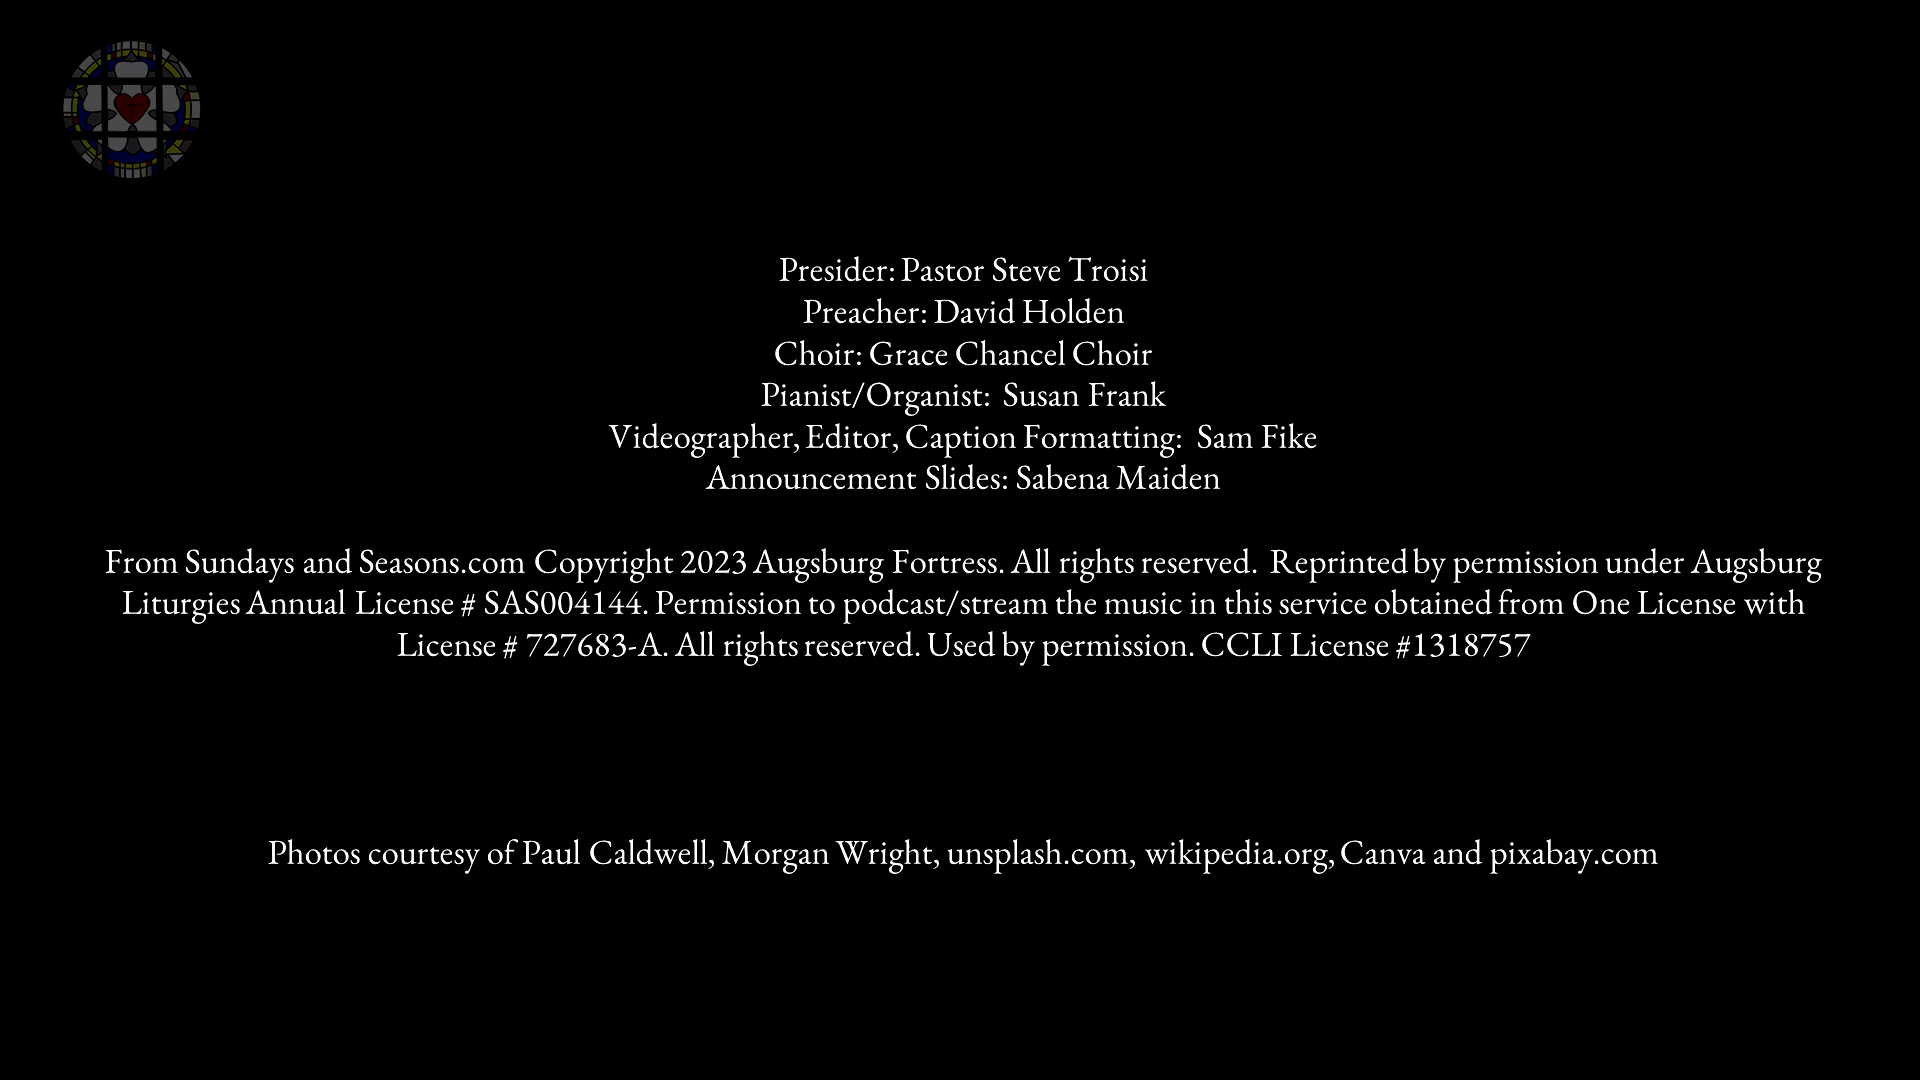 Presider: Pastor Steve Troisi
Preacher: David Holden
Choir: Grace Chancel Choir
Pianist/Organist:  Susan Frank
Videographer, Editor, Caption Formatting:  Sam Fike
Announcement Slides: Sabena Maiden
From Sundays and Seasons.com Copyright 2023 Augsburg Fortress. All rights reserved.  Reprinted by permission under Augsburg
Liturgies Annual License # SAS004144. Permission to podcast/stream the music in this service obtained from One License with
License # 727683-A. All rights reserved. Used by permission. CCLI License #1318757
Photos courtesy of Paul Caldwell, Morgan Wright, unsplash.com, wikipedia.org, Canva and pixabay.com